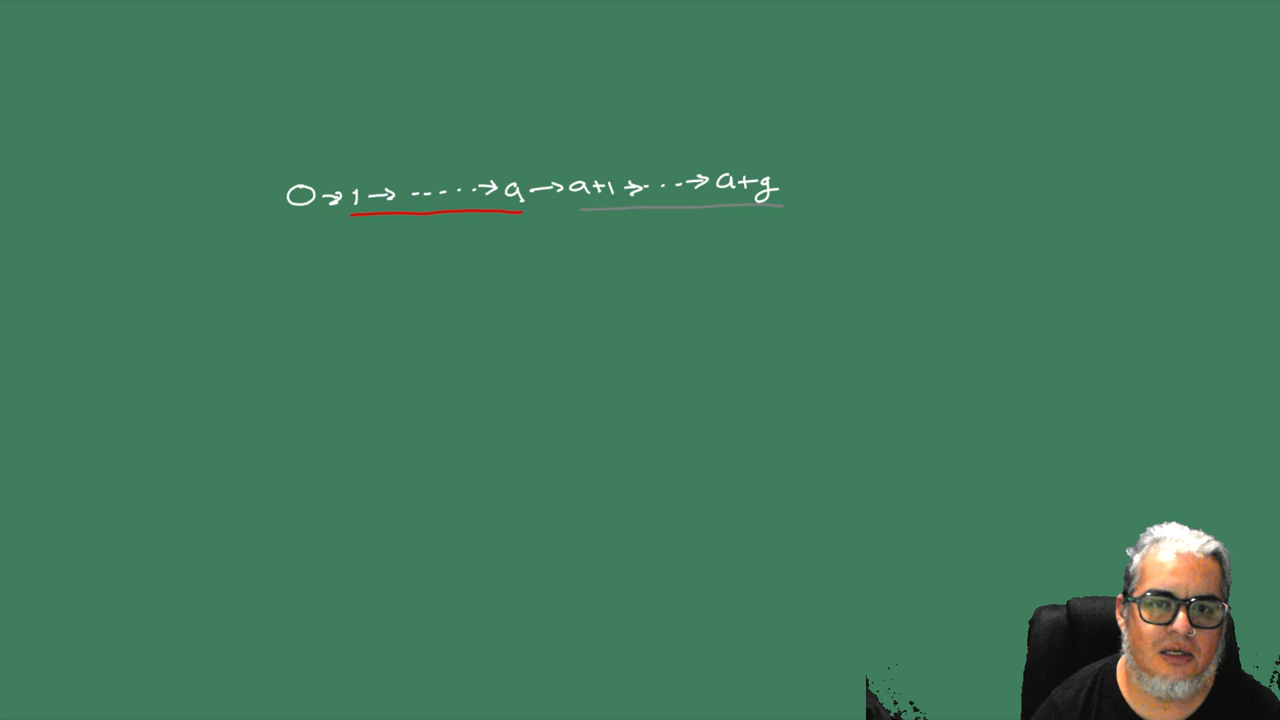 0 → 1 → ······→ a → a+1 → ··· → a+g